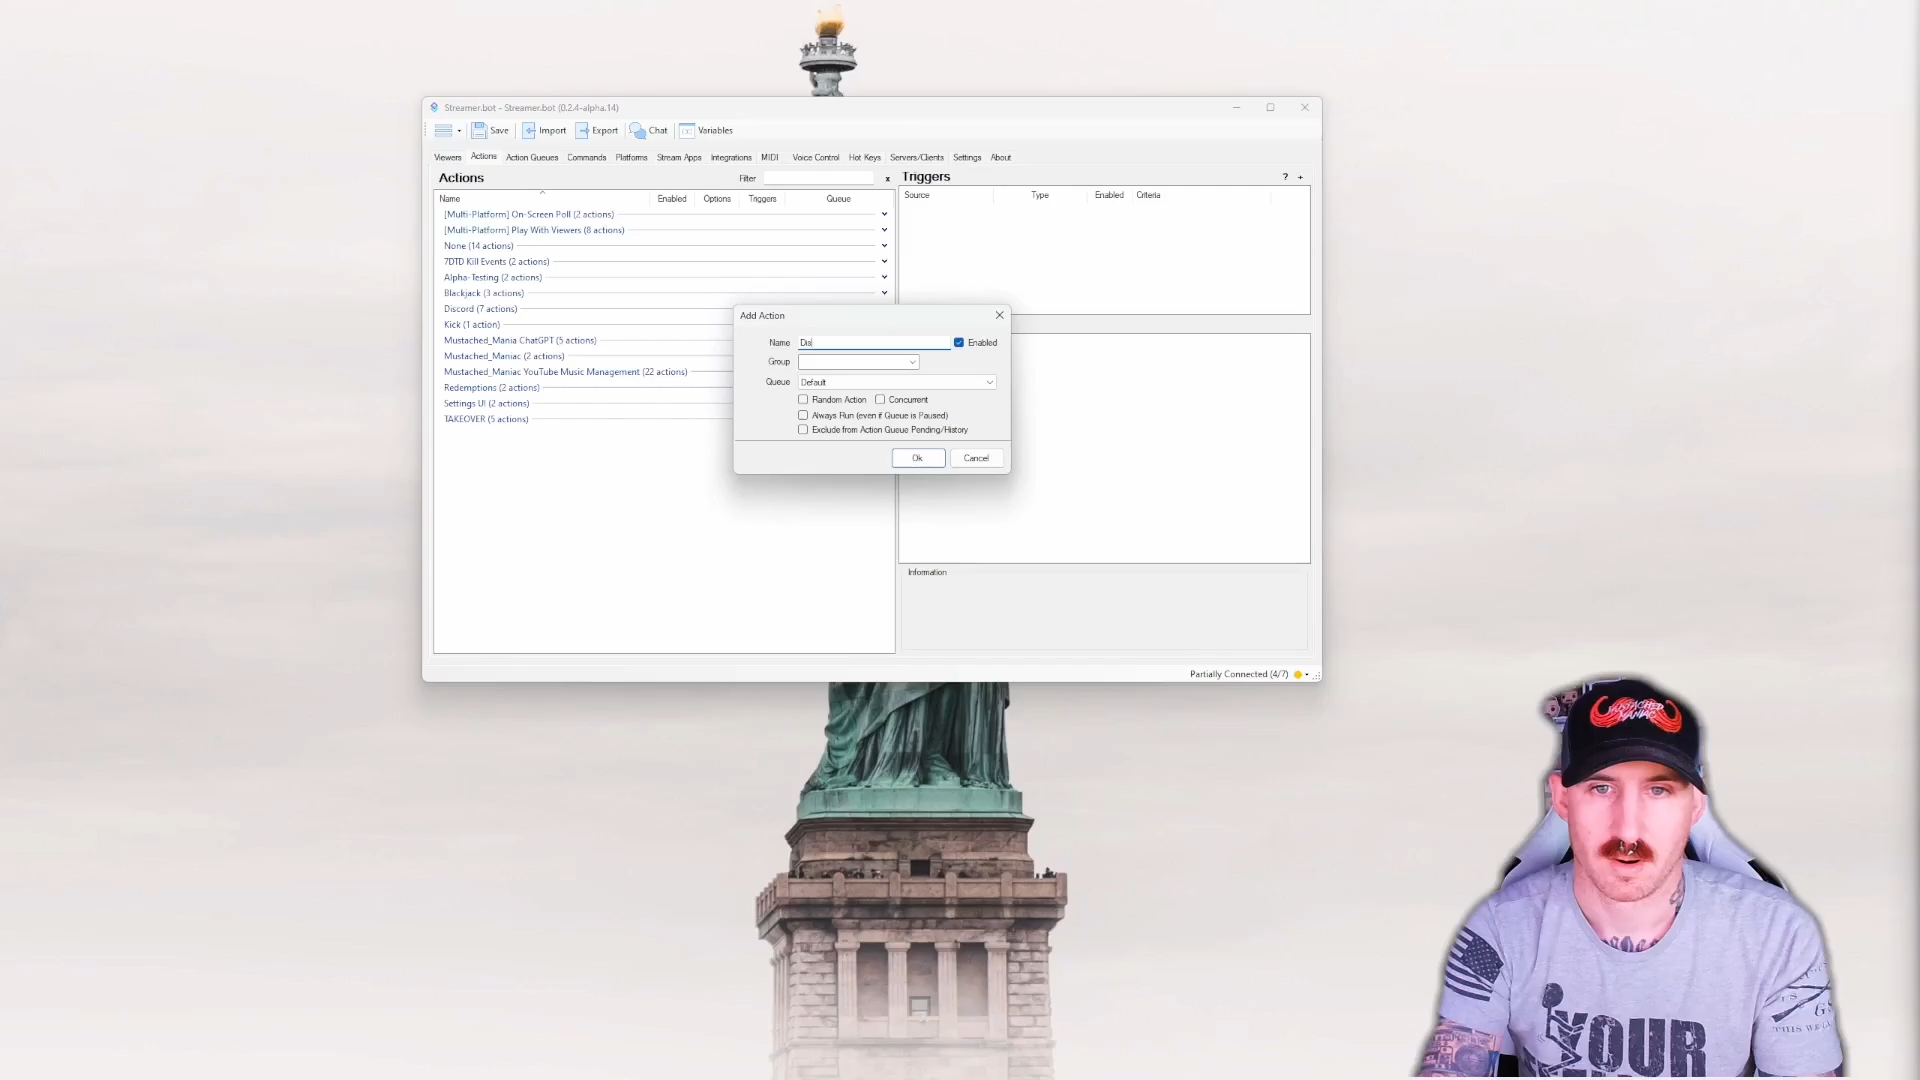 Streamer.bot - Streamer.bot (0.2.4-alpha.14)
Save Import Export Chat Variables
Viewers Actions Action Queues Commands Platforms Stream Apps Integrations MIDI Voice Control Hot Keys Servers/Clients Settings About
Actions
Filter
x
Name Enabled Options Triggers Queue
[Multi-Platform] On-Screen Poll (2 actions)
[Multi-Platform] Play With Viewers (8 actions)
None (14 actions)
7DTD Kill Events (2 actions)
Alpha-Testing (2 actions)
Blackjack (3 actions)
Discord (7 actions)
Kick (1 action)
Mustached_Mania ChatGPT (5 actions)
Mustached_Maniac (2 actions)
Mustached_Maniac YouTube Music Management (22 actions)
Redemptions (2 actions)
Settings UI (2 actions)
TAKEOVER (5 actions)
Triggers
? +
Source Type Enabled Criteria
Add Action
Name Dis Enabled
Group
Queue Default
Random Action Concurrent
Always Run (even if Queue is Paused)
Exclude from Action Queue Pending/History
Ok Cancel
Information
Partially Connected (4/7)
MUSTACHED
MANIAC
YOUR